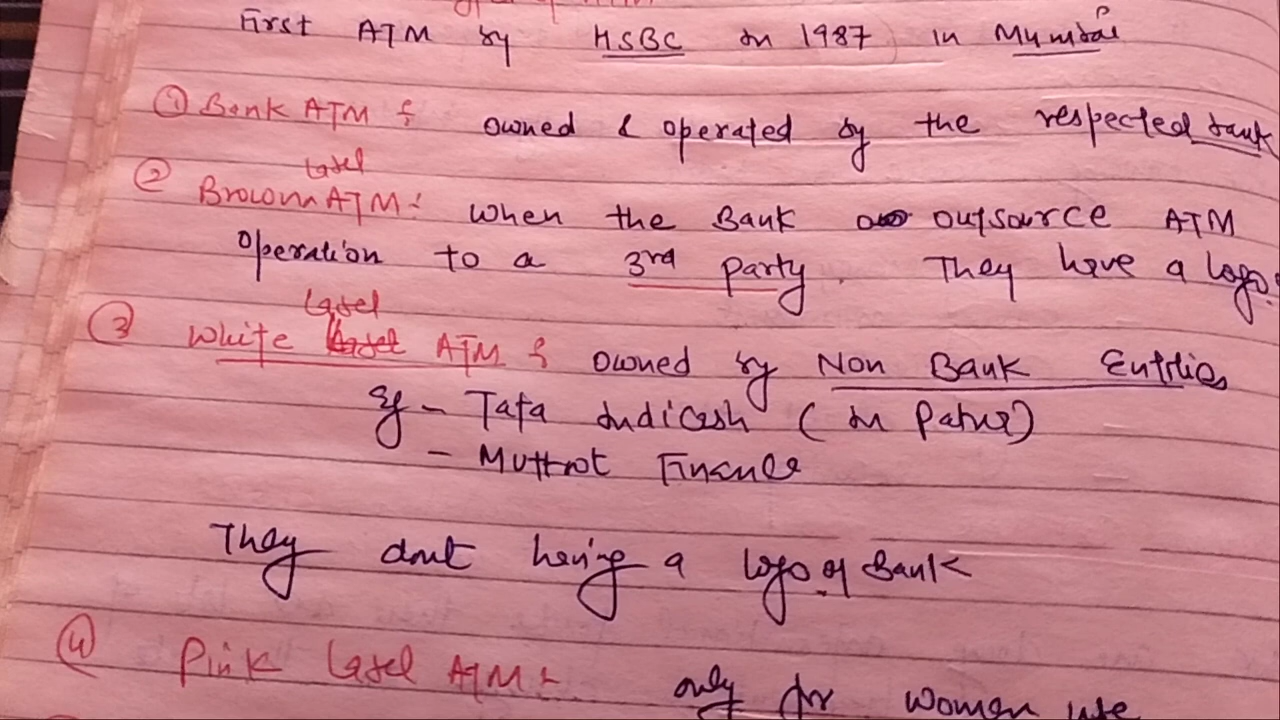 First ATM by HSBC in 1987 in Mumbai
① Bank ATM : owned & operated by the respected bank
Label
② Brown ATM : When the Bank outsource ATM
operation to a 3rd party. They have a logo.
Label
③ White Label ATM : owned by Non Bank Entities
Eg - Tata Indicash (in Patna)
- Muthoot Finance
They dont having a logo of Bank
④ Pink Label ATM :- only for women use